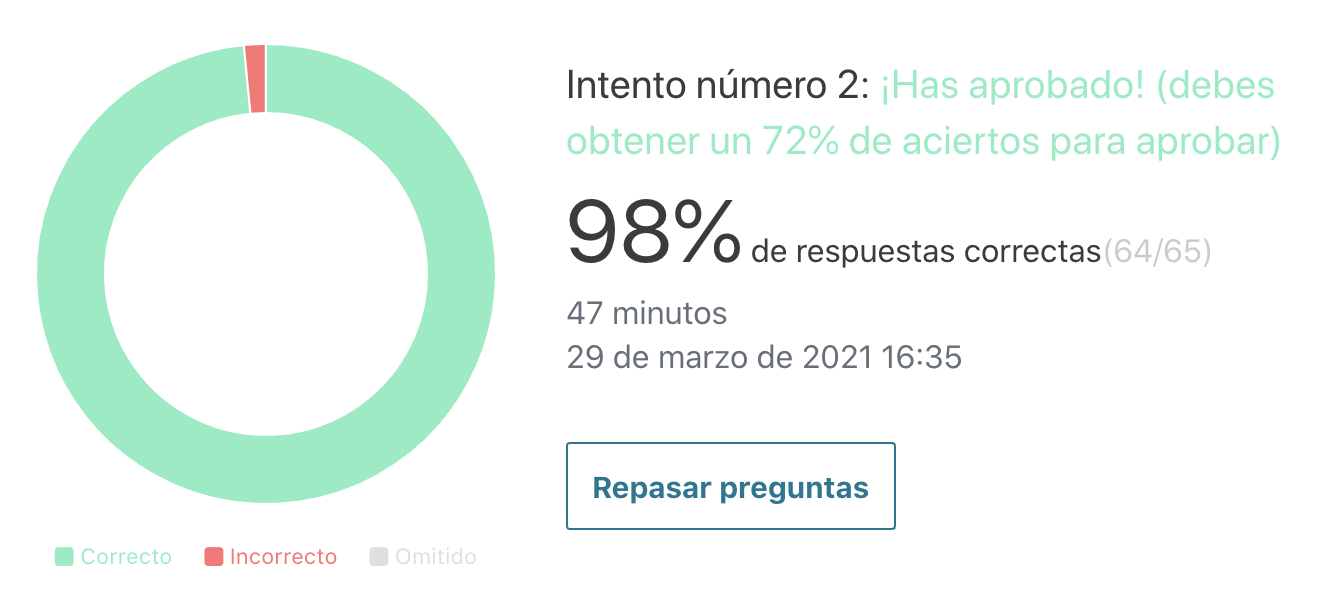 Intento número 2: ¡Has aprobado! (debes
obtener un 72% de aciertos para aprobar)
98% de respuestas correctas(64/65)
47 minutos
29 de marzo de 2021 16:35
Repasar preguntas
Correcto Incorrecto Omitido